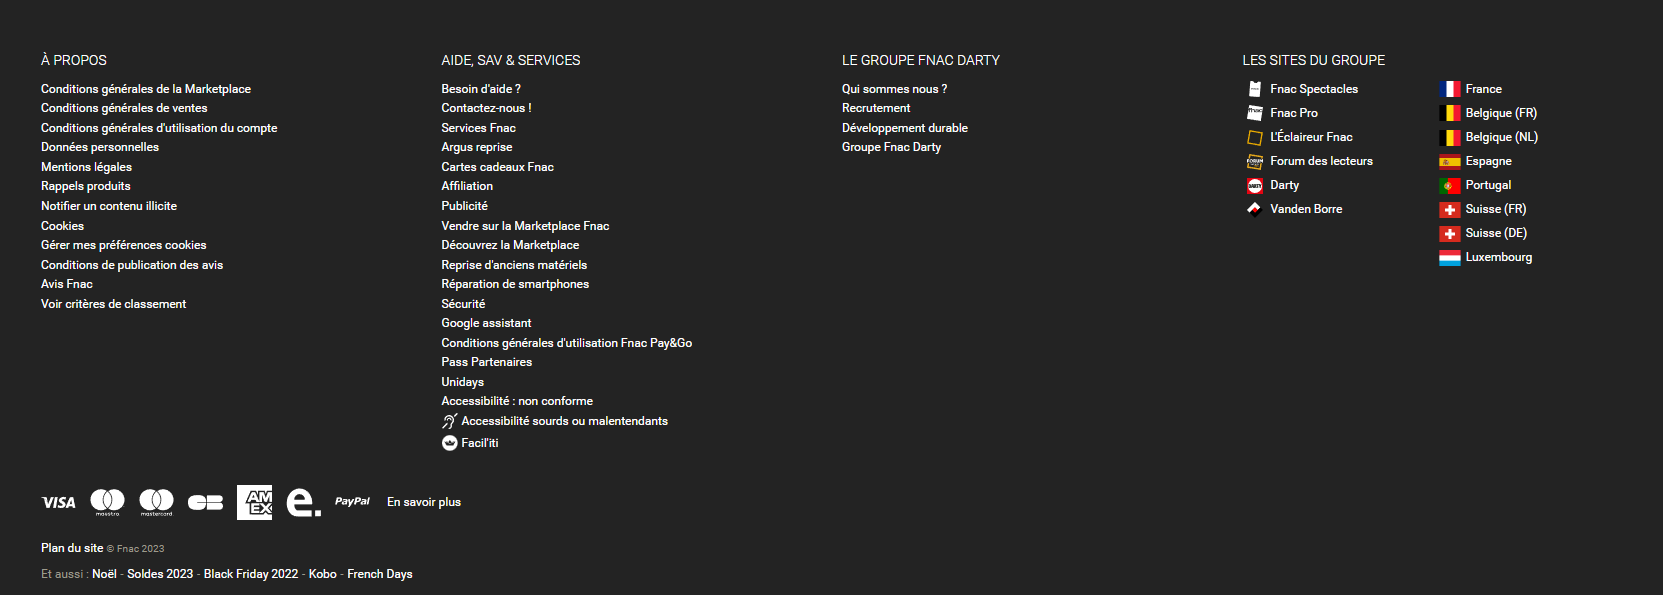 À PROPOS
Conditions générales de la Marketplace
Conditions générales de ventes
Conditions générales d'utilisation du compte
Données personnelles
Mentions légales
Rappels produits
Notifier un contenu illicite
Cookies
Gérer mes préférences cookies
Conditions de publication des avis
Avis Fnac
Voir critères de classement
AIDE, SAV & SERVICES
Besoin d'aide ?
Contactez-nous !
Services Fnac
Argus reprise
Cartes cadeaux Fnac
Affiliation
Publicité
Vendre sur la Marketplace Fnac
Découvrez la Marketplace
Reprise d'anciens matériels
Réparation de smartphones
Sécurité
Google assistant
Conditions générales d'utilisation Fnac Pay&Go
Pass Partenaires
Unidays
Accessibilité : non conforme
Accessibilité sourds ou malentendants
Facil'iti
LE GROUPE FNAC DARTY
Qui sommes nous ?
Recrutement
Développement durable
Groupe Fnac Darty
LES SITES DU GROUPE
Fnac Spectacles
fnac Fnac Pro
L'Éclaireur Fnac
FORUM Forum des lecteurs
DARTY Darty
Vanden Borre
France
Belgique (FR)
Belgique (NL)
Espagne
Portugal
Suisse (FR)
Suisse (DE)
Luxembourg
VISA maestro mastercard CB AMEX e. PayPal En savoir plus
Plan du site © Fnac 2023
Et aussi : Noël - Soldes 2023 - Black Friday 2022 - Kobo - French Days